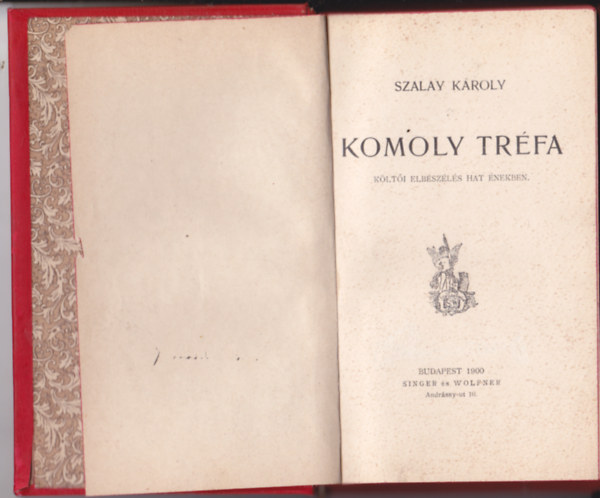 SZALAY KÁROLY
KOMOLY TRÉFA
KÖLTŐI ELBESZÉLÉS HAT ÉNEKBEN.
BUDAPEST 1900
SINGER és WOLFNER
Andrássy-út 10.